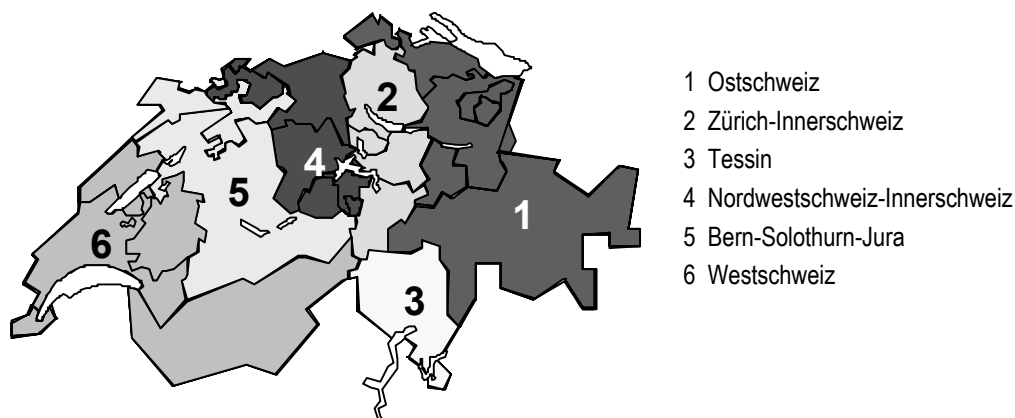 2
4
5
1
6
3
1 Ostschweiz
2 Zürich-Innerschweiz
3 Tessin
4 Nordwestschweiz-Innerschweiz
5 Bern-Solothurn-Jura
6 Westschweiz